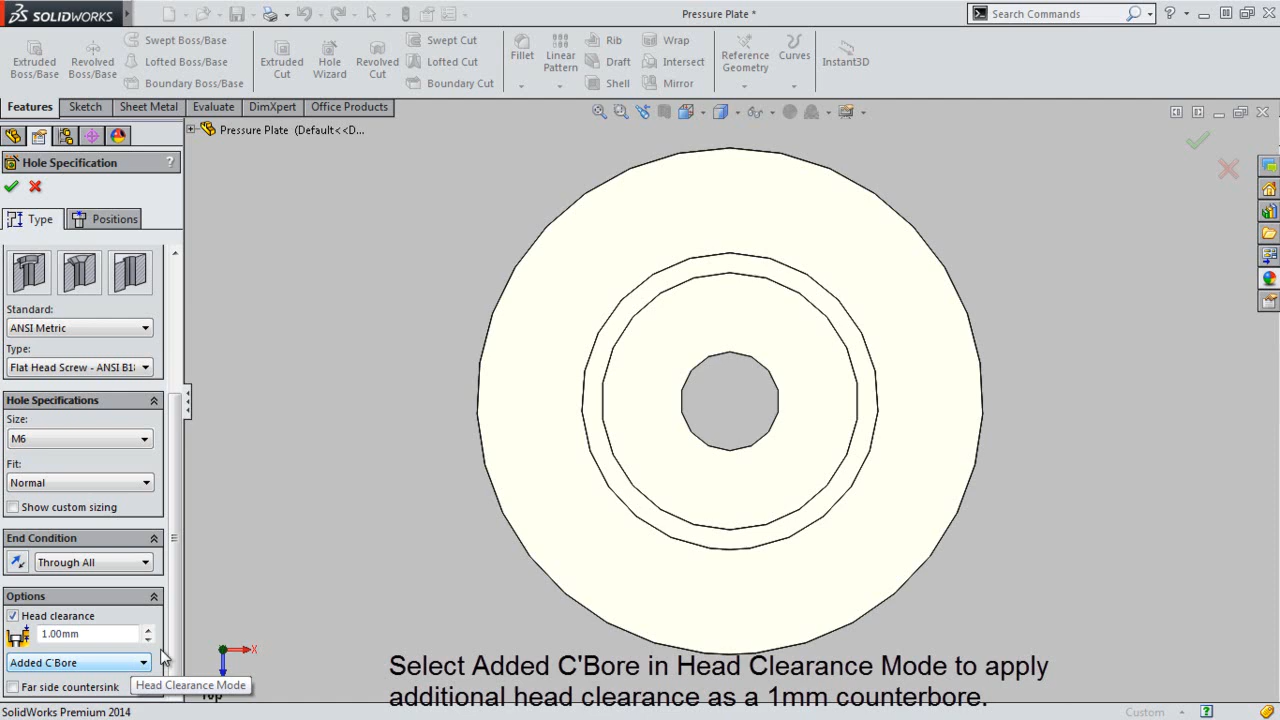 SOLIDWORKS
Pressure Plate *
Search Commands
Extruded Boss/Base
Revolved Boss/Base
Swept Boss/Base
Lofted Boss/Base
Boundary Boss/Base
Extruded Cut
Hole Wizard
Revolved Cut
Swept Cut
Lofted Cut
Boundary Cut
Fillet
Linear Pattern
Rib
Draft
Shell
Wrap
Intersect
Mirror
Reference Geometry
Curves
Instant3D
Features
Sketch
Sheet Metal
Evaluate
DimXpert
Office Products
Pressure Plate (Default<<D...
Hole Specification
?
Type
Positions
Standard:
ANSI Metric
Type:
Flat Head Screw - ANSI B1
Hole Specifications
Size:
M6
Fit:
Normal
Show custom sizing
End Condition
Through All
Options
Head clearance
1.00mm
Added C'Bore
Far side countersink
Head Clearance Mode
X
Top
Select Added C'Bore in Head Clearance Mode to apply
additional head clearance as a 1mm counterbore.
SolidWorks Premium 2014
Custom